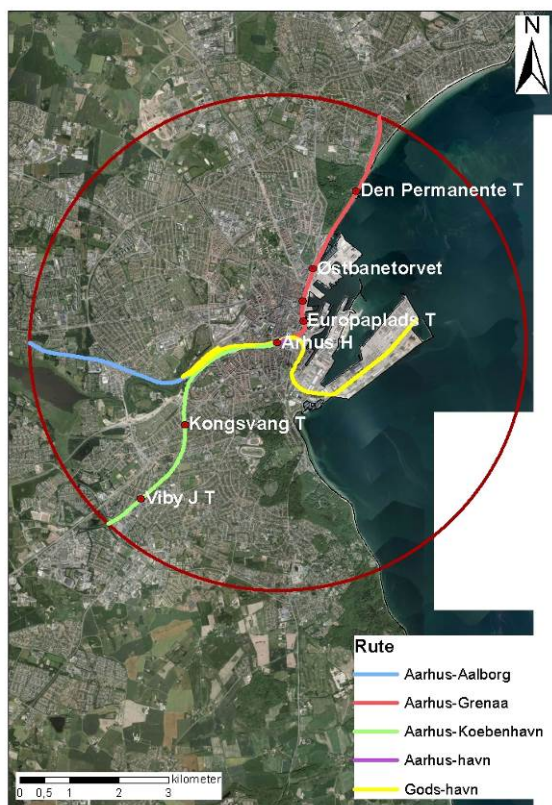 N
Den Permanente T
Østbanetorvet
Europaplads T
Århus H
Kongsvang T
Viby J T
Rute
Aarhus-Aalborg
Aarhus-Grenaa
Aarhus-Koebenhavn
Aarhus-havn
Gods-havn
kilometer
0 0,5 1 2 3